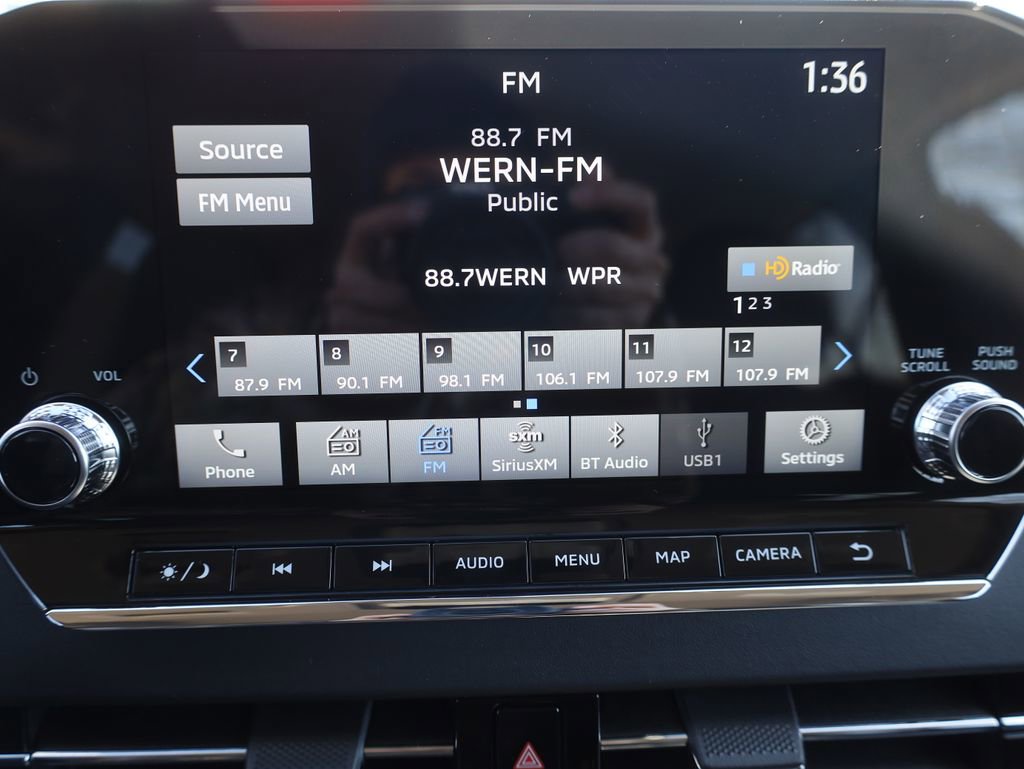 FM
1:36
Source
88.7 FM
WERN-FM
Public
FM Menu
88.7WERN WPR
HD Radio
1 2 3
7 8 9 10 11 12
87.9 FM 90.1 FM 98.1 FM 106.1 FM 107.9 FM 107.9 FM
VOL
TUNE
SCROLL
PUSH
SOUND
AM FM sxm
Phone AM FM SiriusXM BT Audio USB1 Settings
AUDIO MENU MAP CAMERA